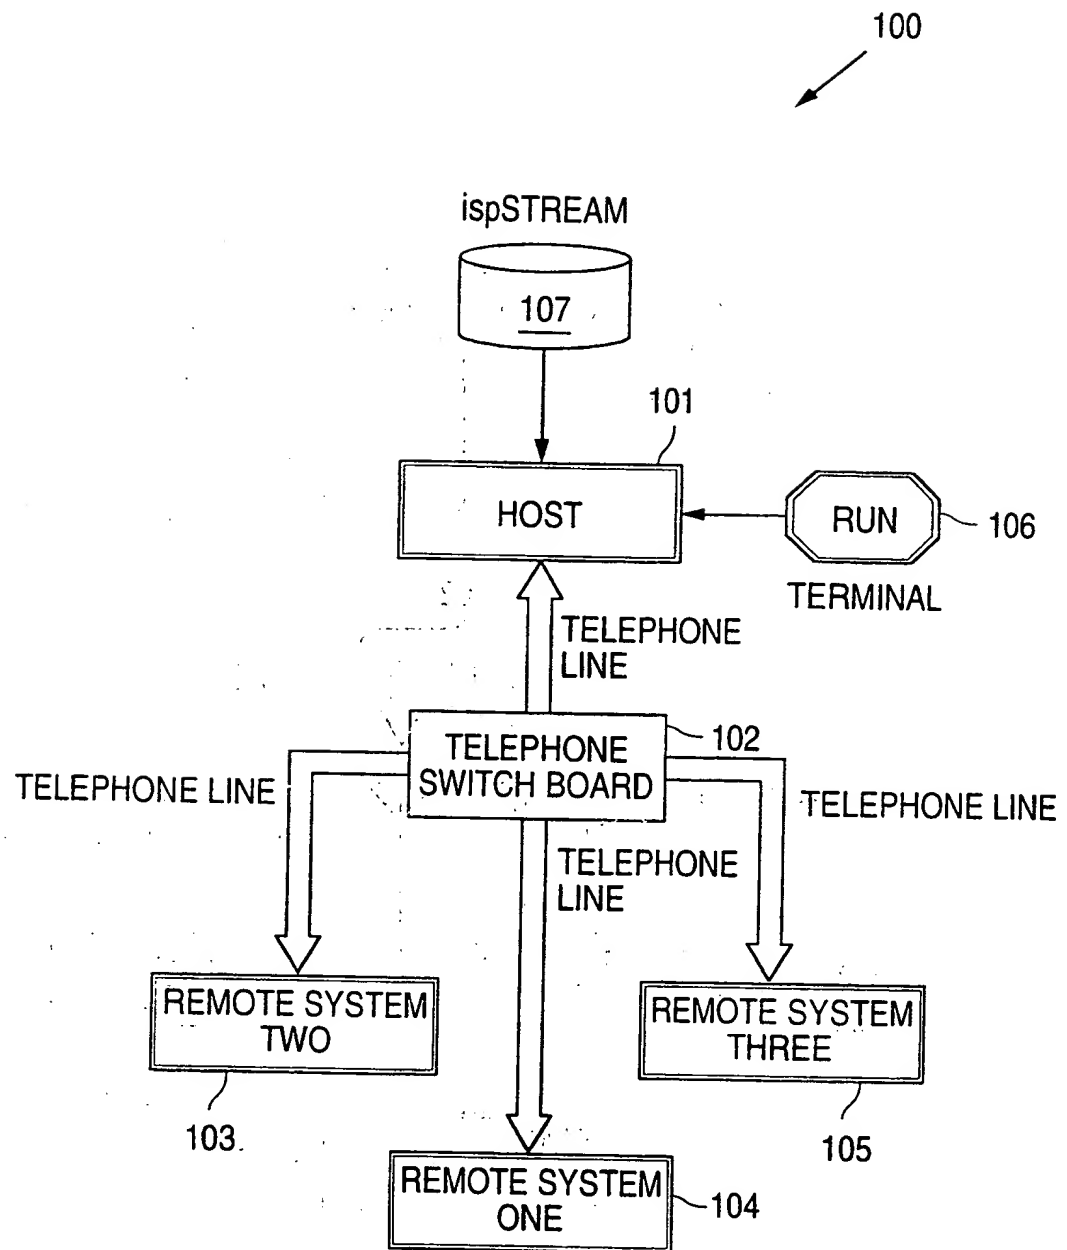 100
ispSTREAM
107
101
HOST
RUN
106
TERMINAL
TELEPHONE
LINE
102
TELEPHONE
SWITCH BOARD
TELEPHONE LINE
TELEPHONE LINE
TELEPHONE
LINE
REMOTE SYSTEM
TWO
REMOTE SYSTEM
THREE
103
105
REMOTE SYSTEM
ONE
104